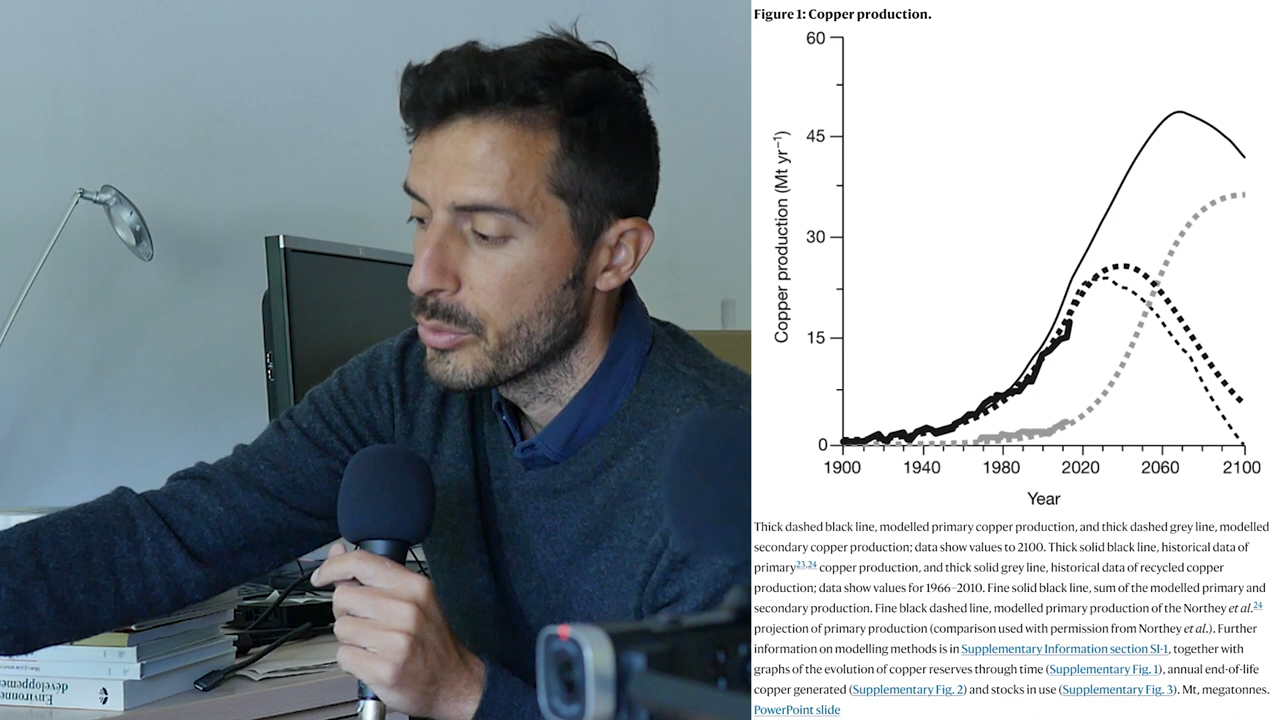 Figure 1: Copper production.
60
45
30
15
0
Copper production (Mt yr⁻¹)
1900 1940 1980 2020 2060 2100
Year
Thick dashed black line, modelled primary copper production, and thick dashed grey line, modelled
secondary copper production; data show values to 2100. Thick solid black line, historical data of
primary23,24 copper production, and thick solid grey line, historical data of recycled copper
production; data show values for 1966–2010. Fine solid black line, sum of the modelled primary and
secondary production. Fine black dashed line, modelled primary production of the Northey et al.24
projection of primary production (comparison used with permission from Northey et al.). Further
information on modelling methods is in Supplementary Information section SI-1, together with
graphs of the evolution of copper reserves through time (Supplementary Fig. 1), annual end-of-life
copper generated (Supplementary Fig. 2) and stocks in use (Supplementary Fig. 3). Mt, megatonnes.
PowerPoint slide
Environne
développeme